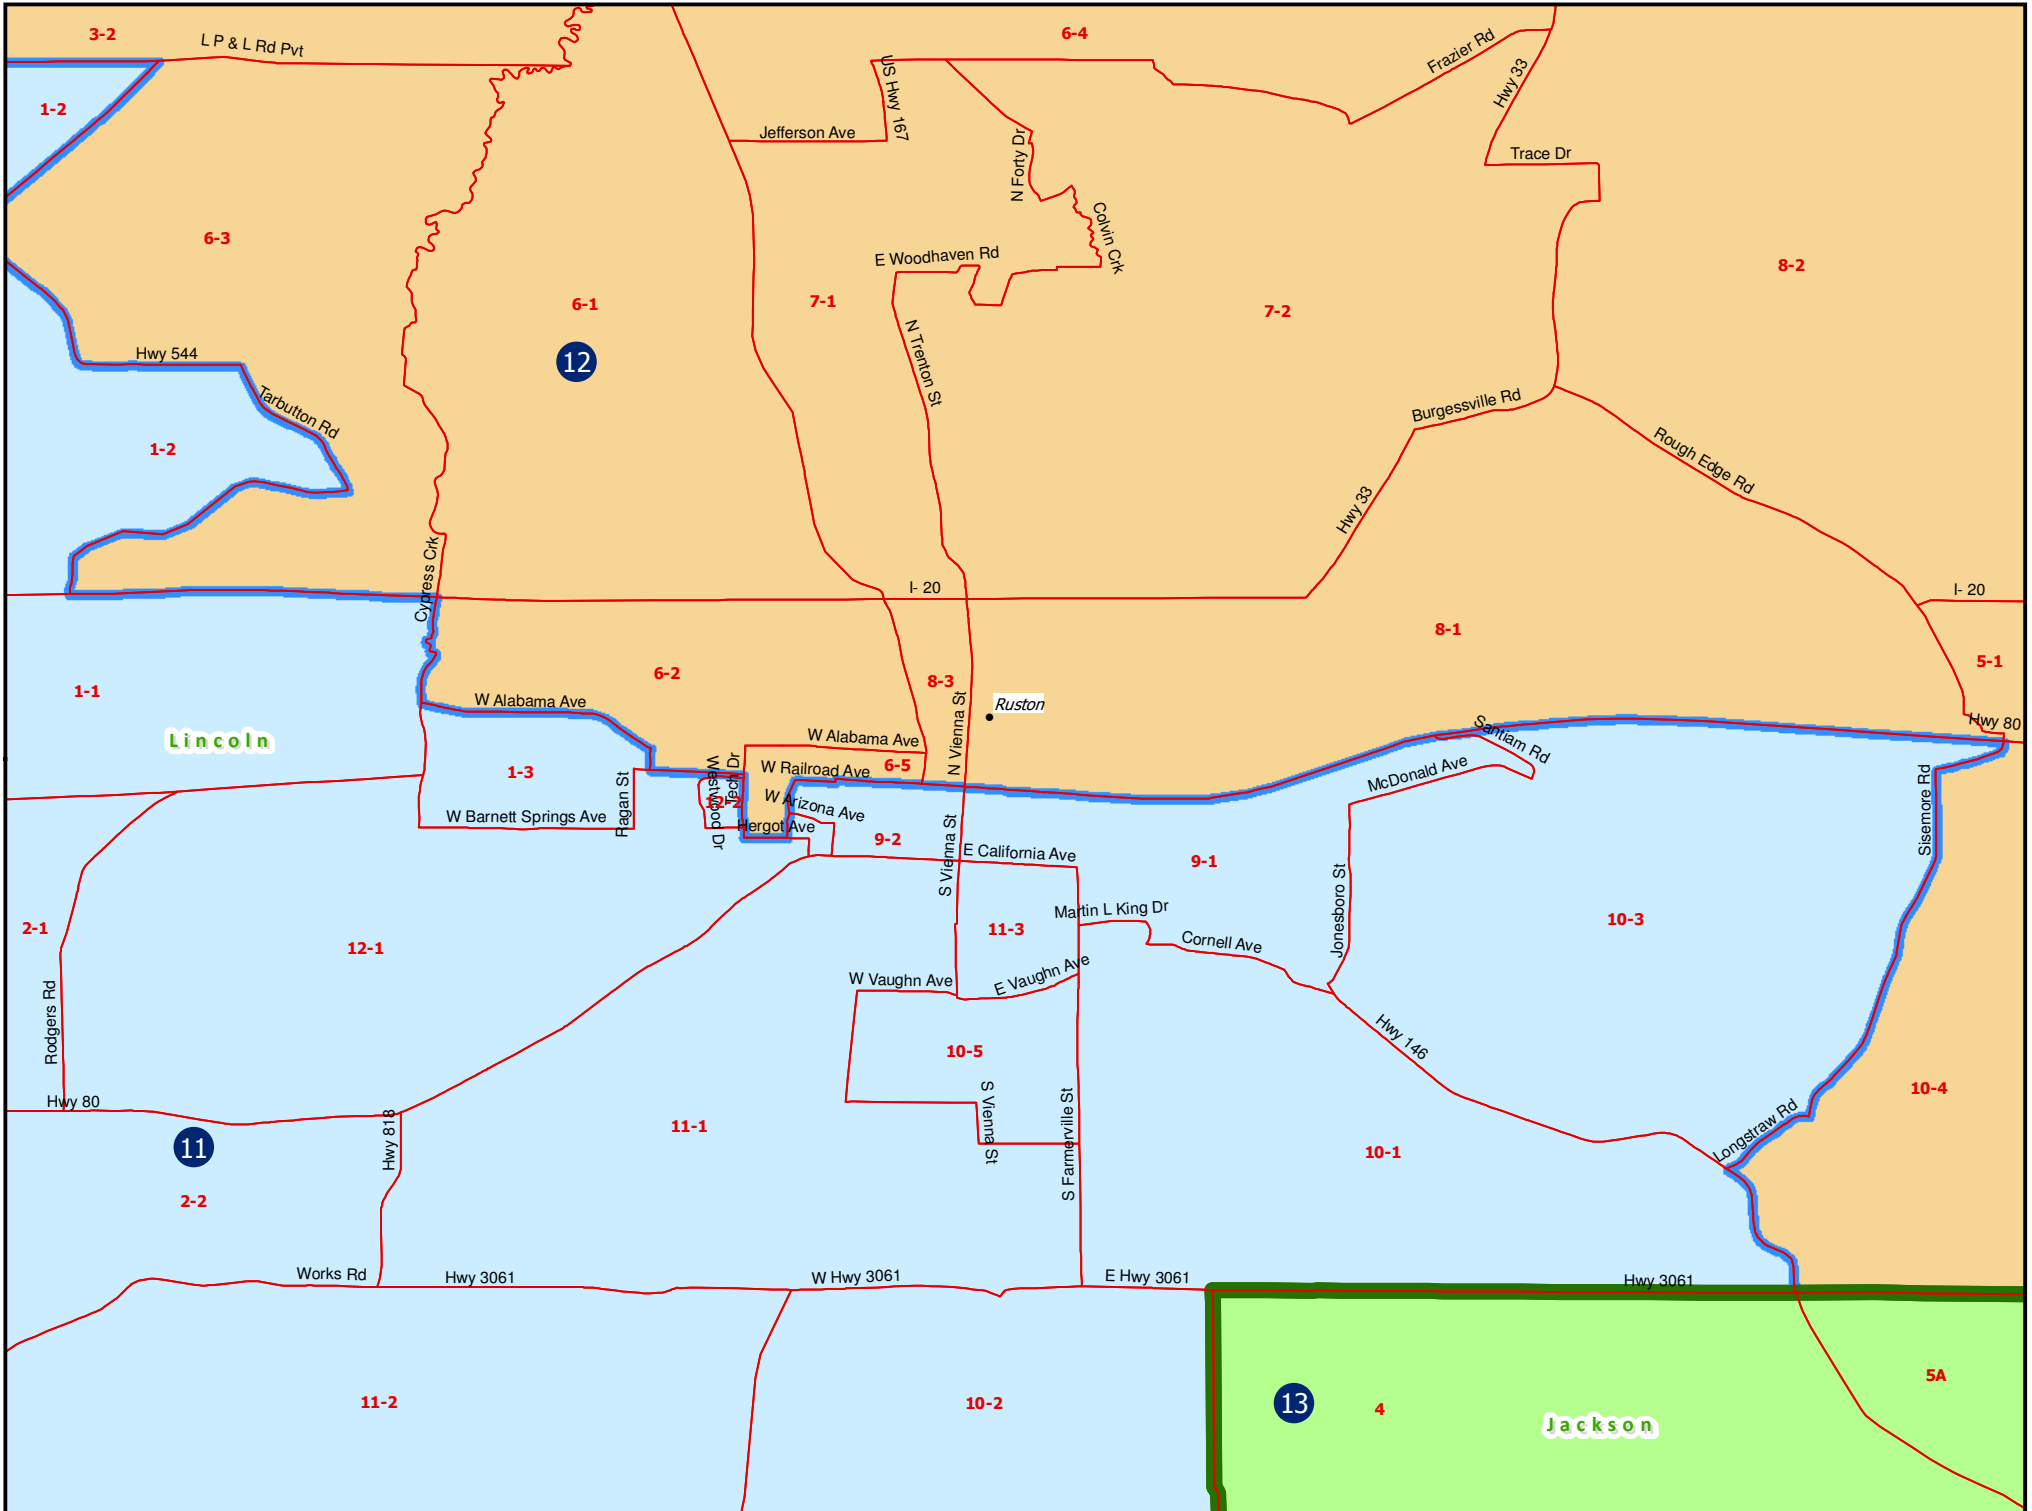 3-2
L P & L Rd Pvt
6-4
Frazier Rd
Hwy 33
US Hwy 167
1-2
Jefferson Ave
N Forty Dr
Trace Dr
Colvin Crk
6-3
E Woodhaven Rd
8-2
6-1
7-1
7-2
12
N Trenton St
Hwy 544
Tarbutton Rd
Burgessville Rd
1-2
Rough Edge Rd
Hwy 33
Cypress Crk
I- 20
I- 20
8-1
6-2
8-3
5-1
1-1
W Alabama Ave
N Vienna St
Ruston
Hwy 80
Lincoln
W Alabama Ave
Santiam Rd
1-3
Westwood Dr
Tech Dr
W Railroad Ave
6-5
McDonald Ave
Sisemore Rd
12-2
W Arizona Ave
Ragan St
W Barnett Springs Ave
Hergot Ave
9-2
S Vienna St
E California Ave
9-1
Jonesboro St
Martin L King Dr
10-3
2-1
11-3
12-1
Cornell Ave
W Vaughn Ave
E Vaughn Ave
Rodgers Rd
10-5
Hwy 146
S Vienna St
S Farmerville St
10-4
Hwy 80
Hwy 818
11
11-1
Longstraw Rd
10-1
2-2
Works Rd
Hwy 3061
W Hwy 3061
E Hwy 3061
Hwy 3061
11-2
10-2
13
4
5A
Jackson